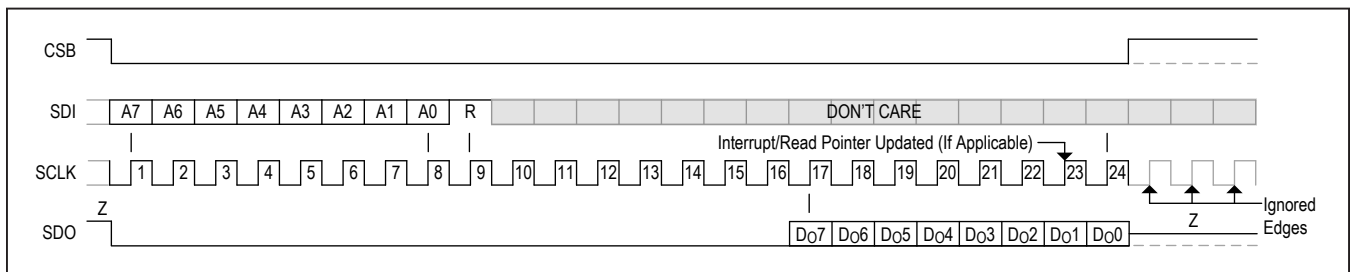 CSB
SDI A7 A6 A5 A4 A3 A2 A1 A0 R DON'T CARE
Interrupt/Read Pointer Updated (If Applicable)
SCLK 1 2 3 4 5 6 7 8 9 10 11 12 13 14 15 16 17 18 19 20 21 22 23 24
Z
Ignored
Edges
Z
SDO DO7 DO6 DO5 DO4 DO3 DO2 DO1 DO0